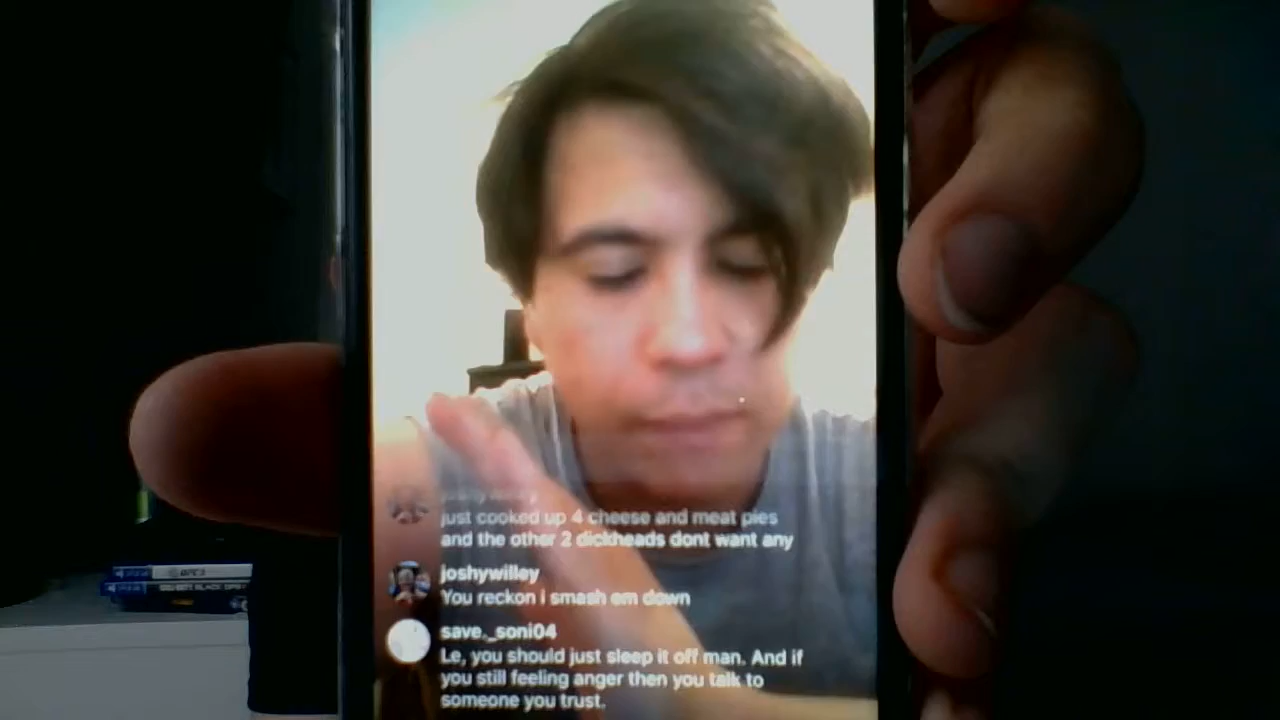 joshywilley
just cooked up 4 cheese and meat pies
and the other 2 dickheads dont want any
joshywilley
You reckon i smash em down
save._soni04
Le, you should just sleep it off man. And if
you still feeling anger then you talk to
someone you trust.